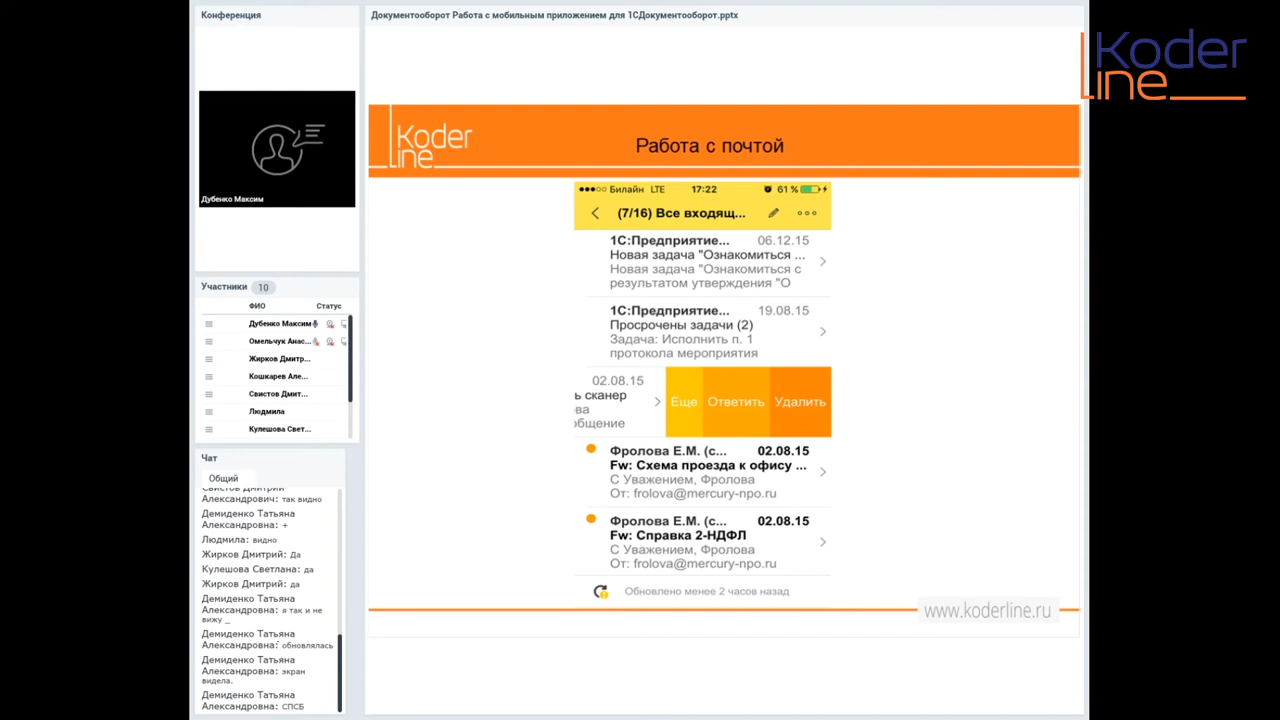 Конференция
Документооборот Работа с мобильным приложением для 1СДокументооборот.pptx
Koder
Line
Дубенко Максим
Участники 10
ФИО Статус
Дубенко Максим
Омельчук Анас...
Жирков Дмитр...
Кошкарев Але...
Свистов Дмит...
Людмила
Кулешова Свет...
Чат
Общий
Свистов Дмитрий
Александрович: так видно
Демиденко Татьяна
Александровна: +
Людмила: видно
Жирков Дмитрий: Да
Кулешова Светлана: да
Жирков Дмитрий: да
Демиденко Татьяна
Александровна: я так и не
вижу _
Демиденко Татьяна
Александровна: обновлялась
Демиденко Татьяна
Александровна: экран
видела.
Демиденко Татьяна
Александровна: СПСБ
Koder
line
Работа с почтой
Билайн LTE 17:22 61 %
(7/16) Все входящ...
1С:Предприятие... 06.12.15
Новая задача "Ознакомиться ...
Новая задача "Ознакомиться с
результатом утверждения "О
1С:Предприятие... 19.08.15
Просрочены задачи (2)
Задача: Исполнить п. 1
протокола мероприятия
02.08.15
ь сканер
ва
общение
Еще Ответить Удалить
Фролова Е.М. (с... 02.08.15
Fw: Схема проезда к офису ...
С Уважением, Фролова
От: frolova@mercury-npo.ru
Фролова Е.М. (с... 02.08.15
Fw: Справка 2-НДФЛ
С Уважением, Фролова
От: frolova@mercury-npo.ru
Обновлено менее 2 часов назад
www.koderline.ru